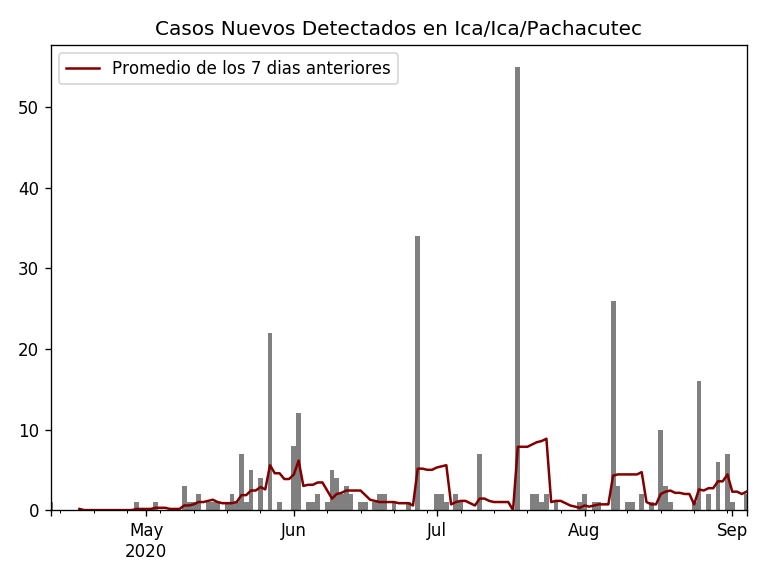 Casos Nuevos Detectados en Ica/Ica/Pachacutec
Promedio de los 7 dias anteriores
50
40
30
20
10
0
May Jun Jul Aug Sep
2020